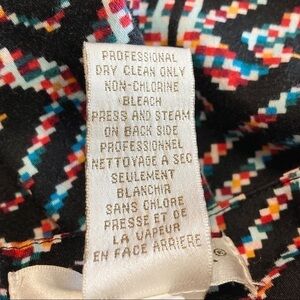 PROFESSIONAL
DRY CLEAN ONLY
NON-CHLORINE
BLEACH
PRESS AND STEAM
ON BACK SIDE
PROFESSIONNEL
NETTOYAGE A SEC
SEULEMENT
BLANCHIR
SANS CHLORE
PRESSE ET DE
LA VAPEUR
EN FACE ARRIERE
®